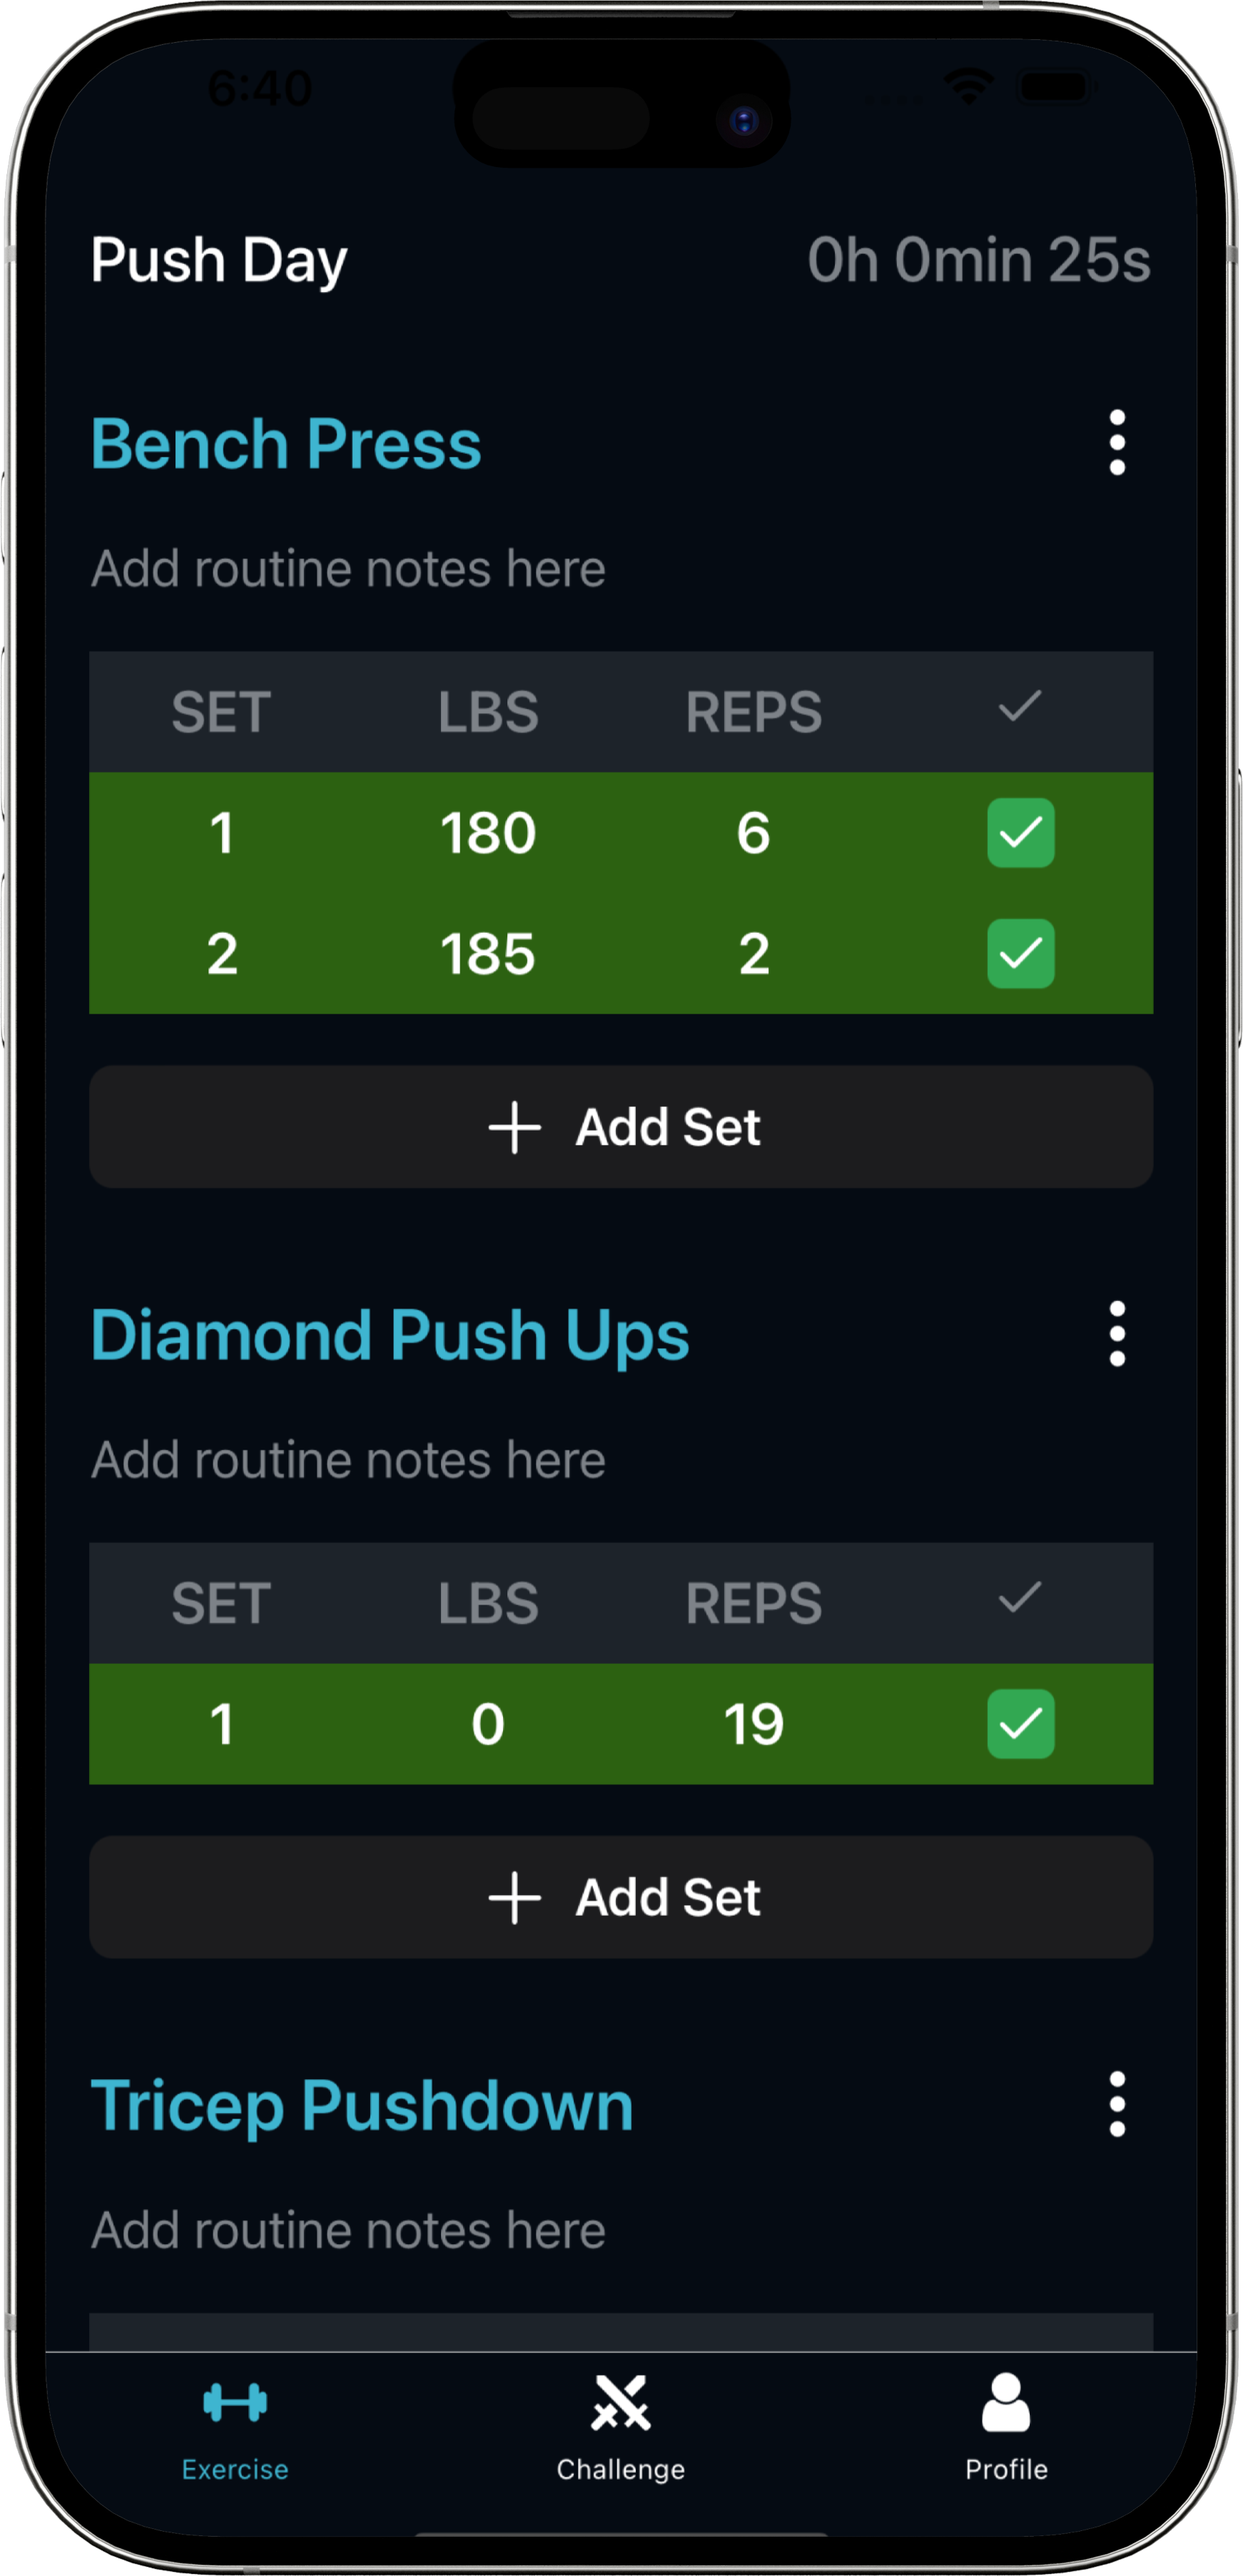 6:40
Push Day 0h 0min 25s
Bench Press
Add routine notes here
SET LBS REPS
1 180 6
2 185 2
Add Set
Diamond Push Ups
Add routine notes here
SET LBS REPS
1 0 19
Add Set
Tricep Pushdown
Add routine notes here
Exercise Challenge Profile